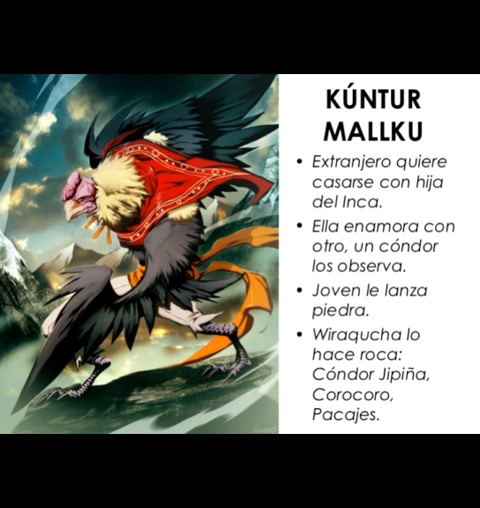 KÚNTUR
MALLKU
• Extranjero quiere
casarse con hija
del Inca.
• Ella enamora con
otro, un cóndor
los observa.
• Joven le lanza
piedra.
• Wiraqucha lo
hace roca:
Cóndor Jipiña,
Corocoro,
Pacajes.